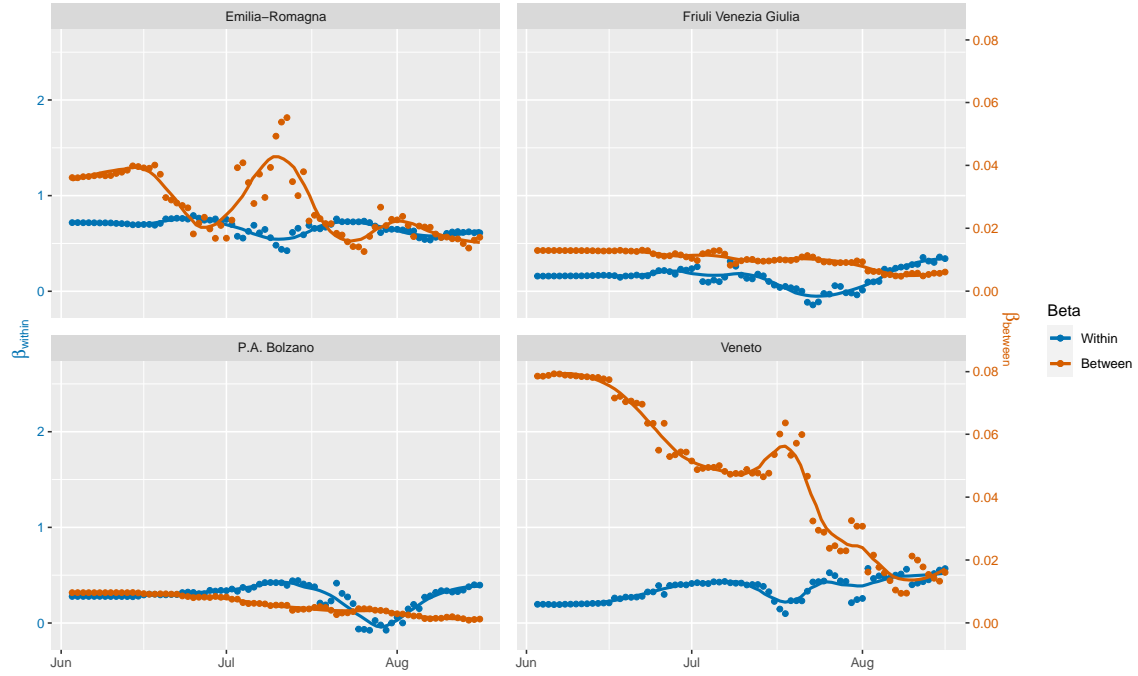 Emilia−Romagna
Friuli Venezia Giulia
0.08
2
0.06
0.04
1
0.02
0
0.00
P.A. Bolzano
Veneto
0.08
2
0.06
0.04
1
0.02
0
0.00
Jun
Jul
Aug
Jun
Jul
Aug
βwithin
βbetween
Beta
Within
Between